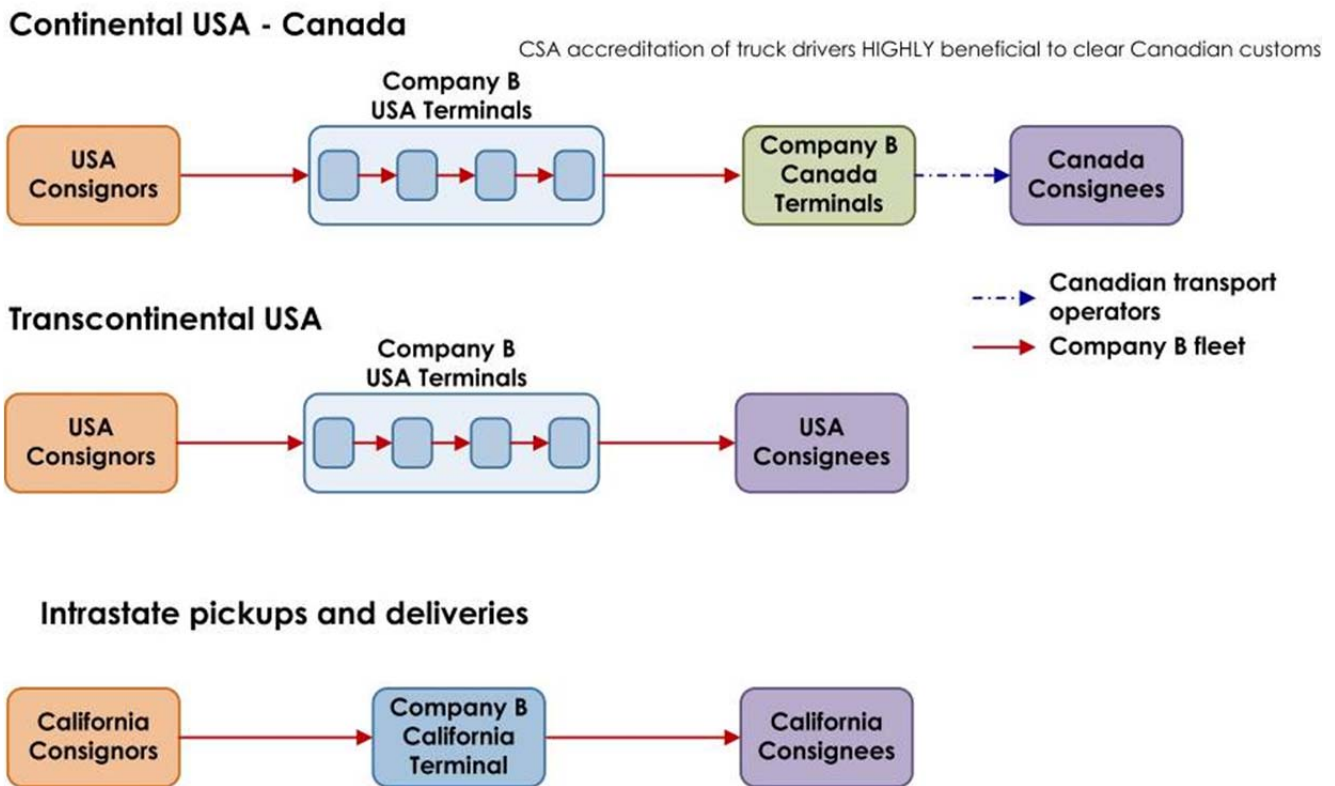 Continental USA - Canada
CSA accreditation of truck drivers HIGHLY beneficial to clear Canadian customs
Company B
USA Terminals
USA
Consignors
Company B
Canada
Terminals
Canada
Consignees
Canadian transport
operators
Company B fleet
Transcontinental USA
Company B
USA Terminals
USA
Consignors
USA
Consignees
Intrastate pickups and deliveries
California
Consignors
Company B
California
Terminal
California
Consignees